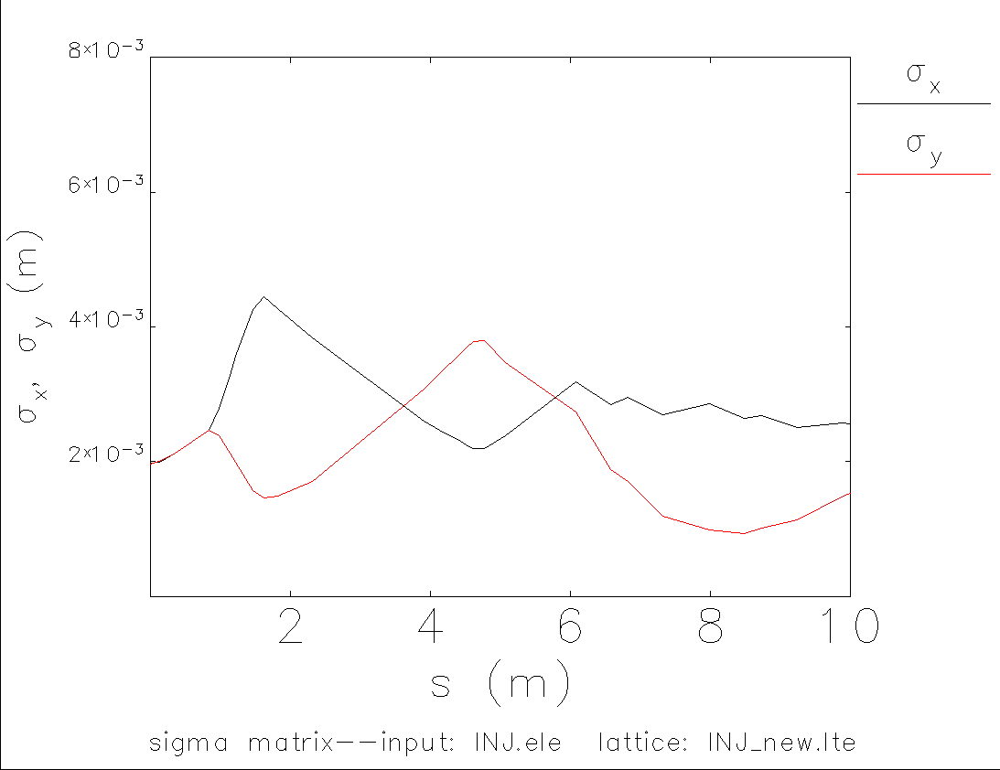 8×10⁻³
6×10⁻³
4×10⁻³
2×10⁻³
σx, σy (m)
2 4 6 8 10
s (m)
σx
σy
sigma matrix--input: INJ.ele lattice: INJ_new.lte